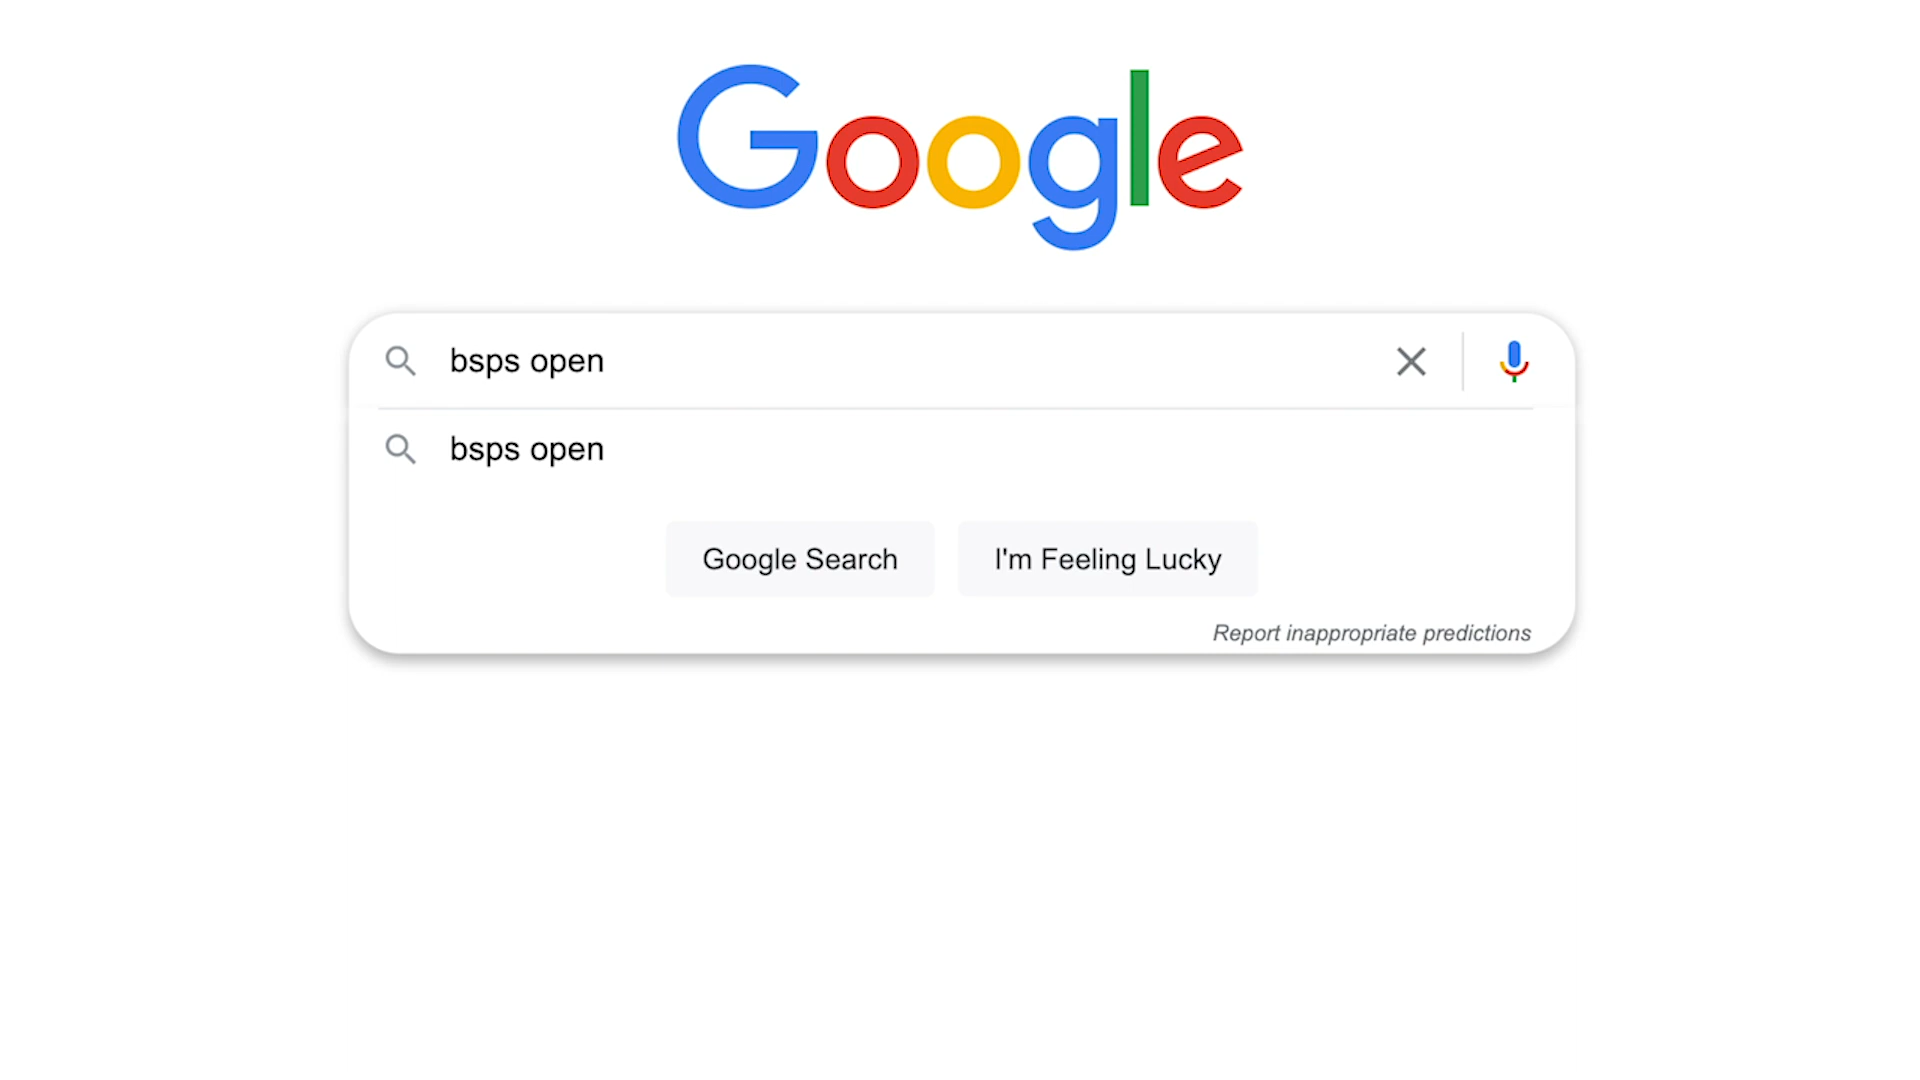 Google
bsps open
bsps open
Google Search
I'm Feeling Lucky
Report inappropriate predictions